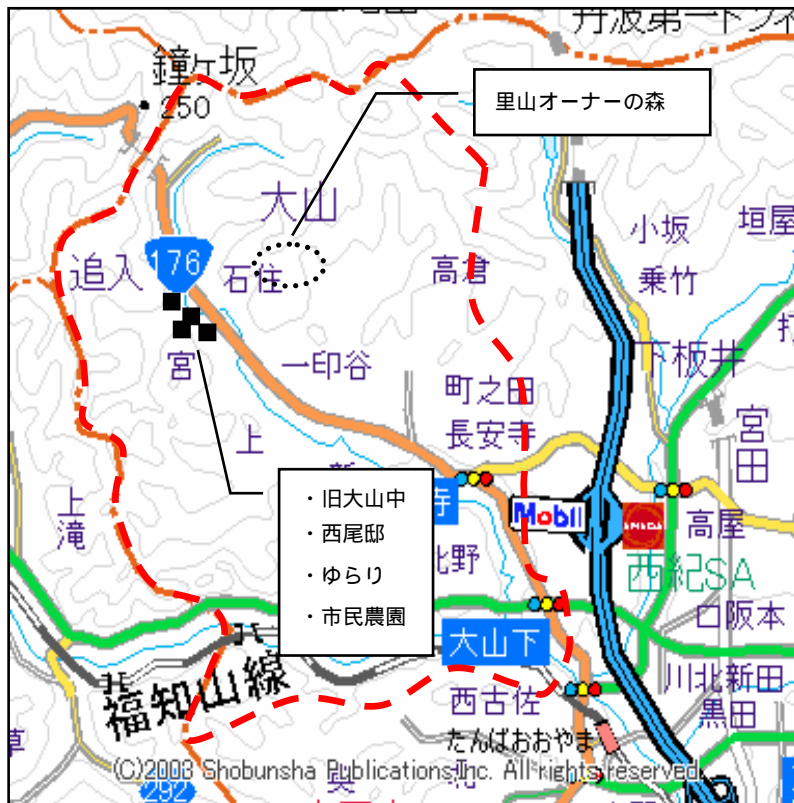 丹波第一トンネ
鐘ヶ坂
250
里山オーナーの森
大山
小坂
垣屋
176
追入
石住
高倉
乗竹
宮
一印谷
下板井
町之田
長安寺
宮田
上
上滝
・旧大山中
・西尾邸
・ゆらり
・市民農園
寺
Mobil
高屋
北野
西紀SA
口阪本
大山下
福知山線
西古佐
川北新田
黒田
草
たんばおおやま
(C)2003 Shobunsha Publications,Inc. All rights reserved.
292